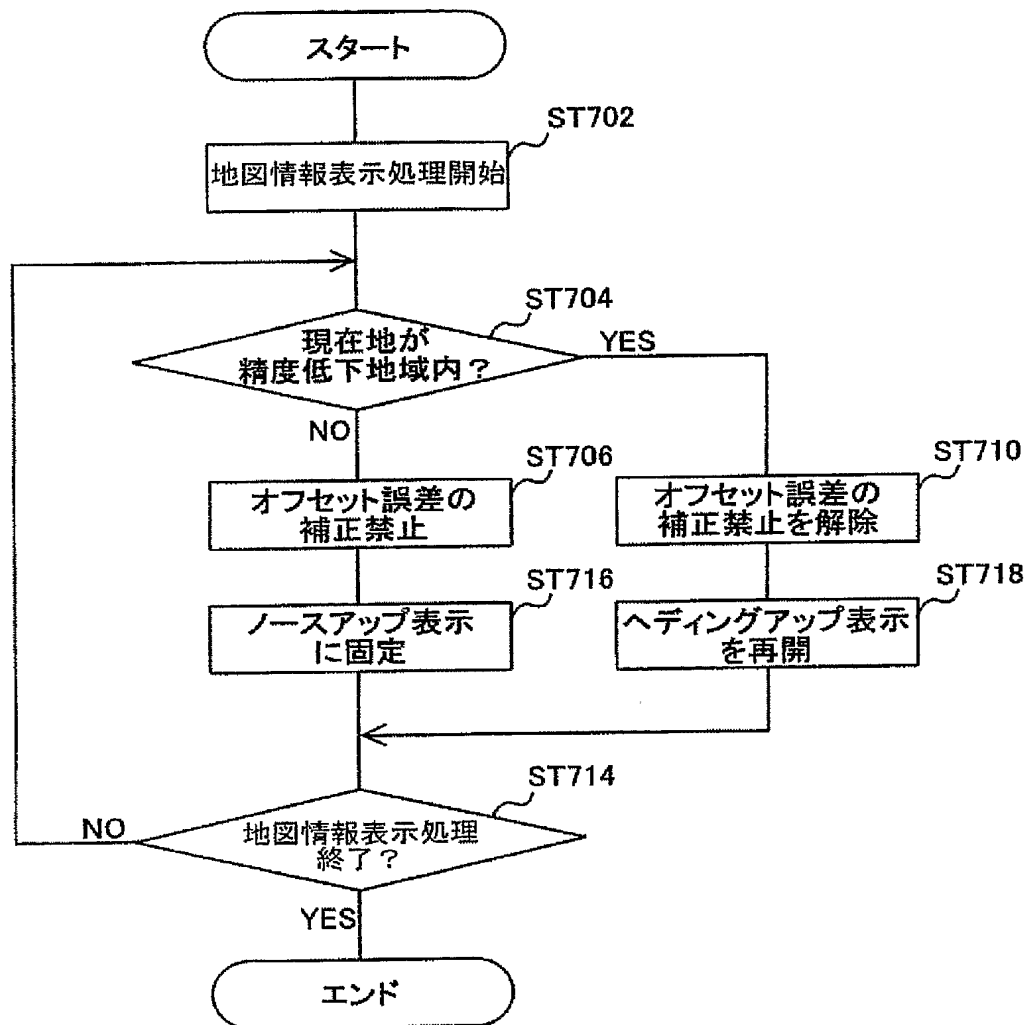 スタート
ST702
地図情報表示処理開始
ST704
現在地が
精度低下地域内？
YES
NO
ST706
オフセット誤差の
補正禁止
ST710
オフセット誤差の
補正禁止を解除
ST716
ノースアップ表示
に固定
ST718
ヘディングアップ表示
を再開
ST714
地図情報表示処理
終了？
NO
YES
エンド